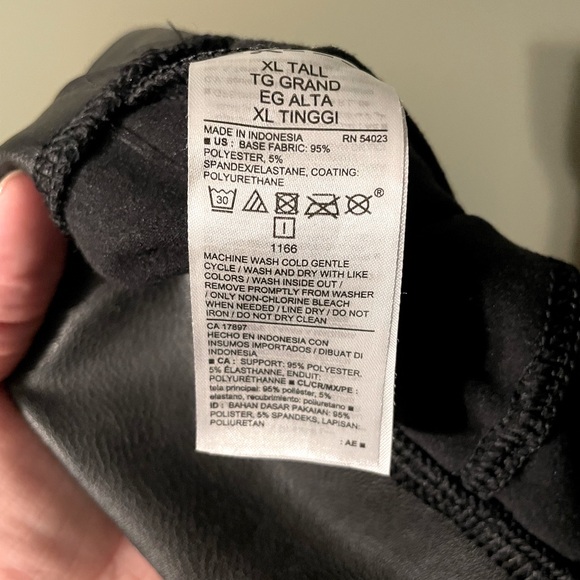 XL TALL
TG GRAND
EG ALTA
XL TINGGI
MADE IN INDONESIA RN 54023
■ US : BASE FABRIC: 95%
POLYESTER, 5%
SPANDEX/ELASTANE, COATING:
POLYURETHANE
30 ®
1166
MACHINE WASH COLD GENTLE
CYCLE / WASH AND DRY WITH LIKE
COLORS / WASH INSIDE OUT /
REMOVE PROMPTLY FROM WASHER
/ ONLY NON-CHLORINE BLEACH
WHEN NEEDED / LINE DRY / DO NOT
IRON / DO NOT DRY CLEAN
CA 17897
HECHO EN INDONESIA CON
INSUMOS IMPORTADOS / DIBUAT DI
INDONESIA
■ CA : SUPPORT: 95% POLYESTER,
5% ÉLASTHANNE, ENDUIT:
POLYURÉTHANNE ■ CL/CR/MX/PE :
tela principal: 95% poliéster, 5%
elastano, recubrimiento: poliuretano ■
ID : BAHAN DASAR PAKAIAN: 95%
POLISTER, 5% SPANDEKS, LAPISAN:
POLIURETAN
: AE ■